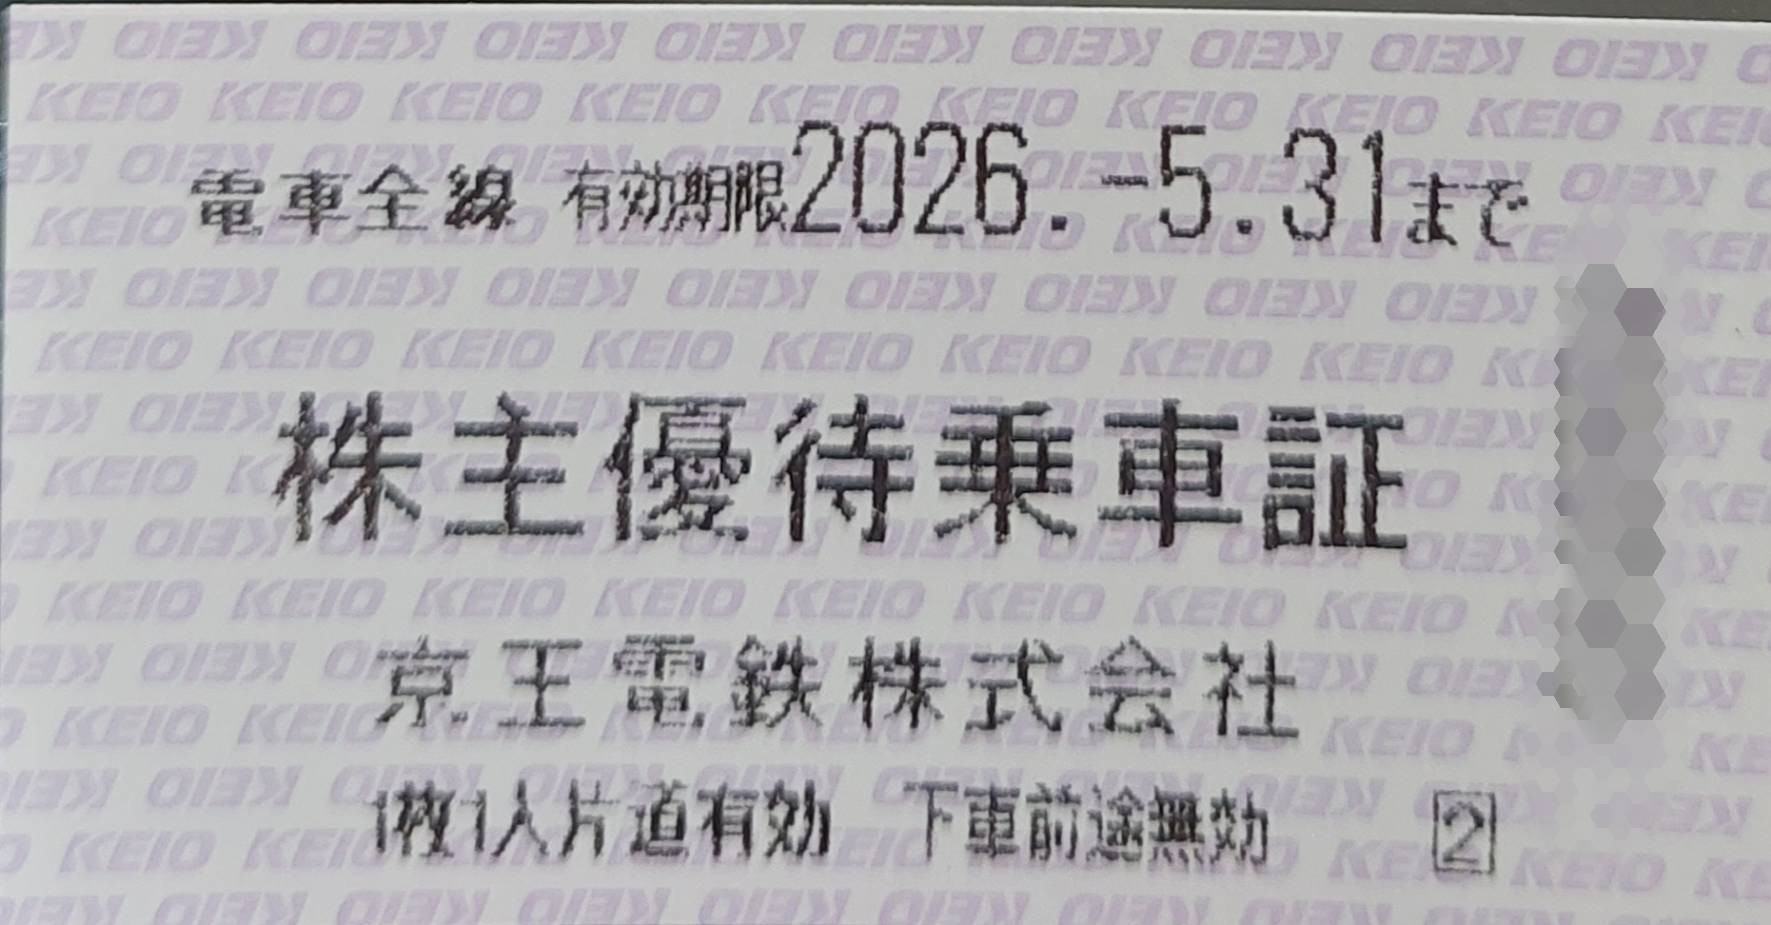 電車全線 有効期限2026.-5.31まで
株主優待乗車証
京王電鉄株式会社
1枚1人片道有効 下車前途無効 2
KEIO